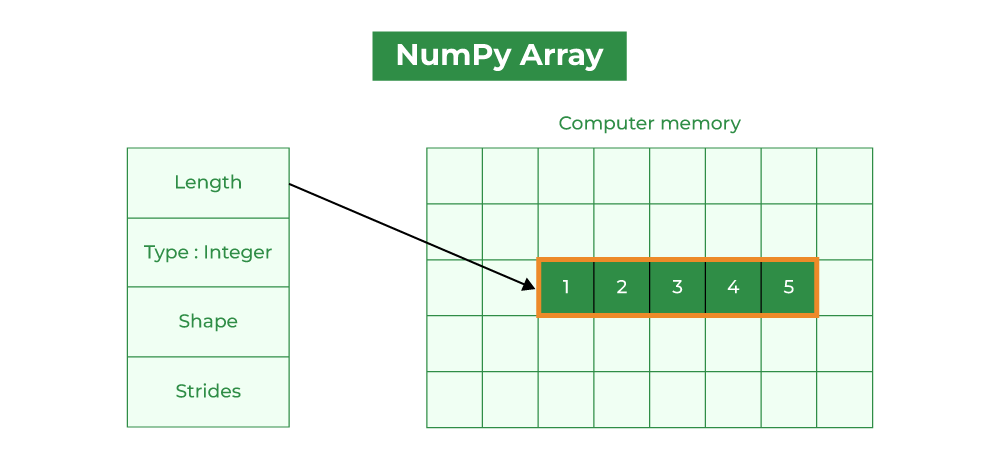 NumPy Array
Computer memory
Length
Type : Integer
Shape
Strides
1 2 3 4 5